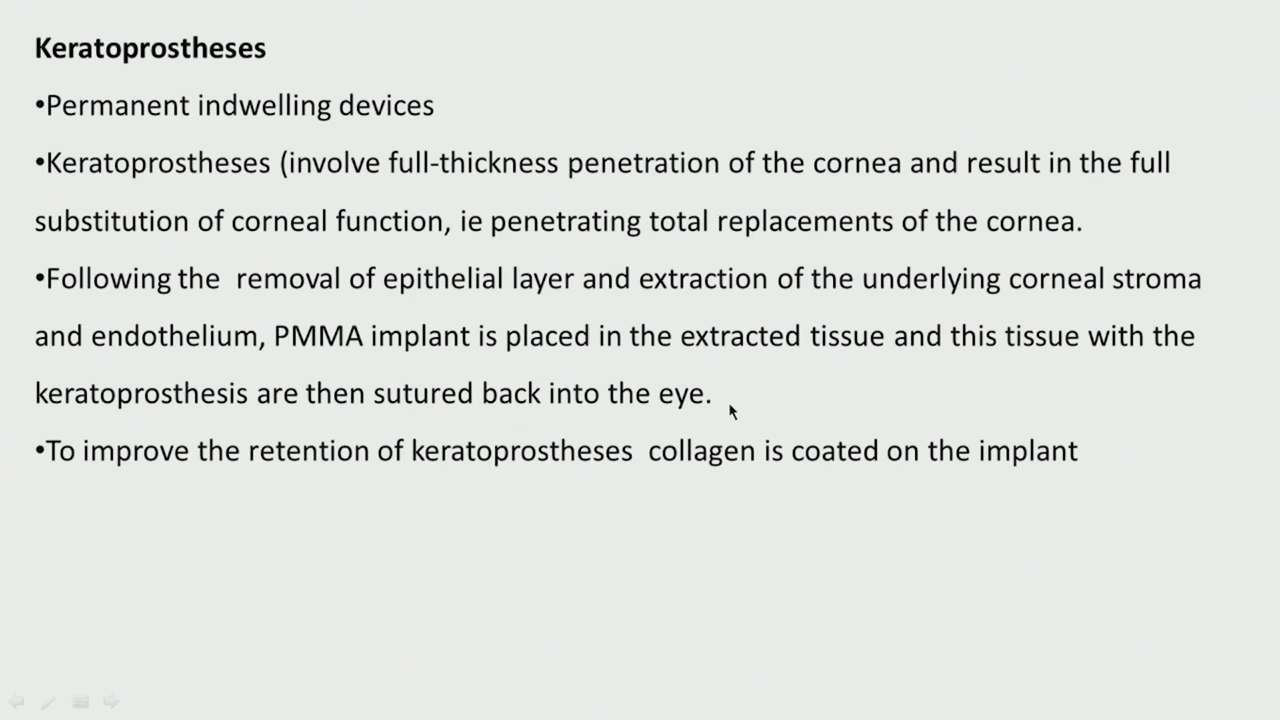 Keratoprostheses
•Permanent indwelling devices
•Keratoprostheses (involve full-thickness penetration of the cornea and result in the full
substitution of corneal function, ie penetrating total replacements of the cornea.
•Following the  removal of epithelial layer and extraction of the underlying corneal stroma
and endothelium, PMMA implant is placed in the extracted tissue and this tissue with the
keratoprosthesis are then sutured back into the eye.
•To improve the retention of keratoprostheses  collagen is coated on the implant